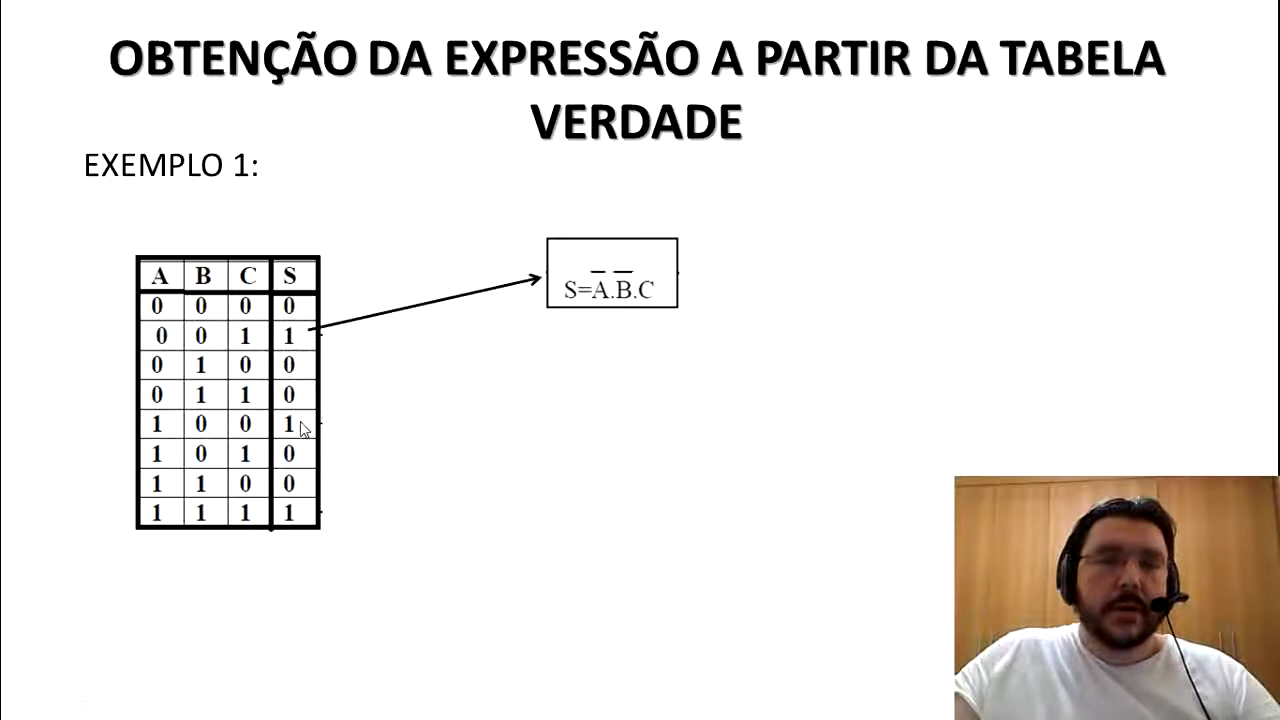 OBTENÇÃO DA EXPRESSÃO A PARTIR DA TABELA
VERDADE
EXEMPLO 1:
A B C S
0 0 0 0
0 0 1 1
0 1 0 0
0 1 1 0
1 0 0 1
1 0 1 0
1 1 0 0
1 1 1 1
S=A̅.B̅.C